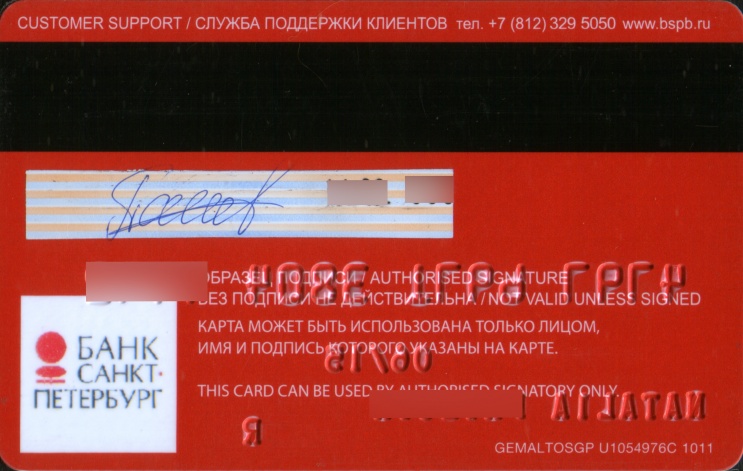 CUSTOMER SUPPORT / СЛУЖБА ПОДДЕРЖКИ КЛИЕНТОВ тел. +7 (812) 329 5050 www.bspb.ru
ОБРАЗЕЦ ПОДПИСИ / AUTHORISED SIGNATURE
БЕЗ ПОДПИСИ НЕ ДЕЙСТВИТЕЛЬНА / NOT VALID UNLESS SIGNED
КАРТА МОЖЕТ БЫТЬ ИСПОЛЬЗОВАНА ТОЛЬКО ЛИЦОМ,
ИМЯ И ПОДПИСЬ КОТОРОГО УКАЗАНЫ НА КАРТЕ.
THIS CARD CAN BE USED BY AUTHORISED SIGNATORY ONLY.
БАНК
САНКТ-
ПЕТЕРБУРГ
NATALIA
GEMALTOSGP U1054976C 1011